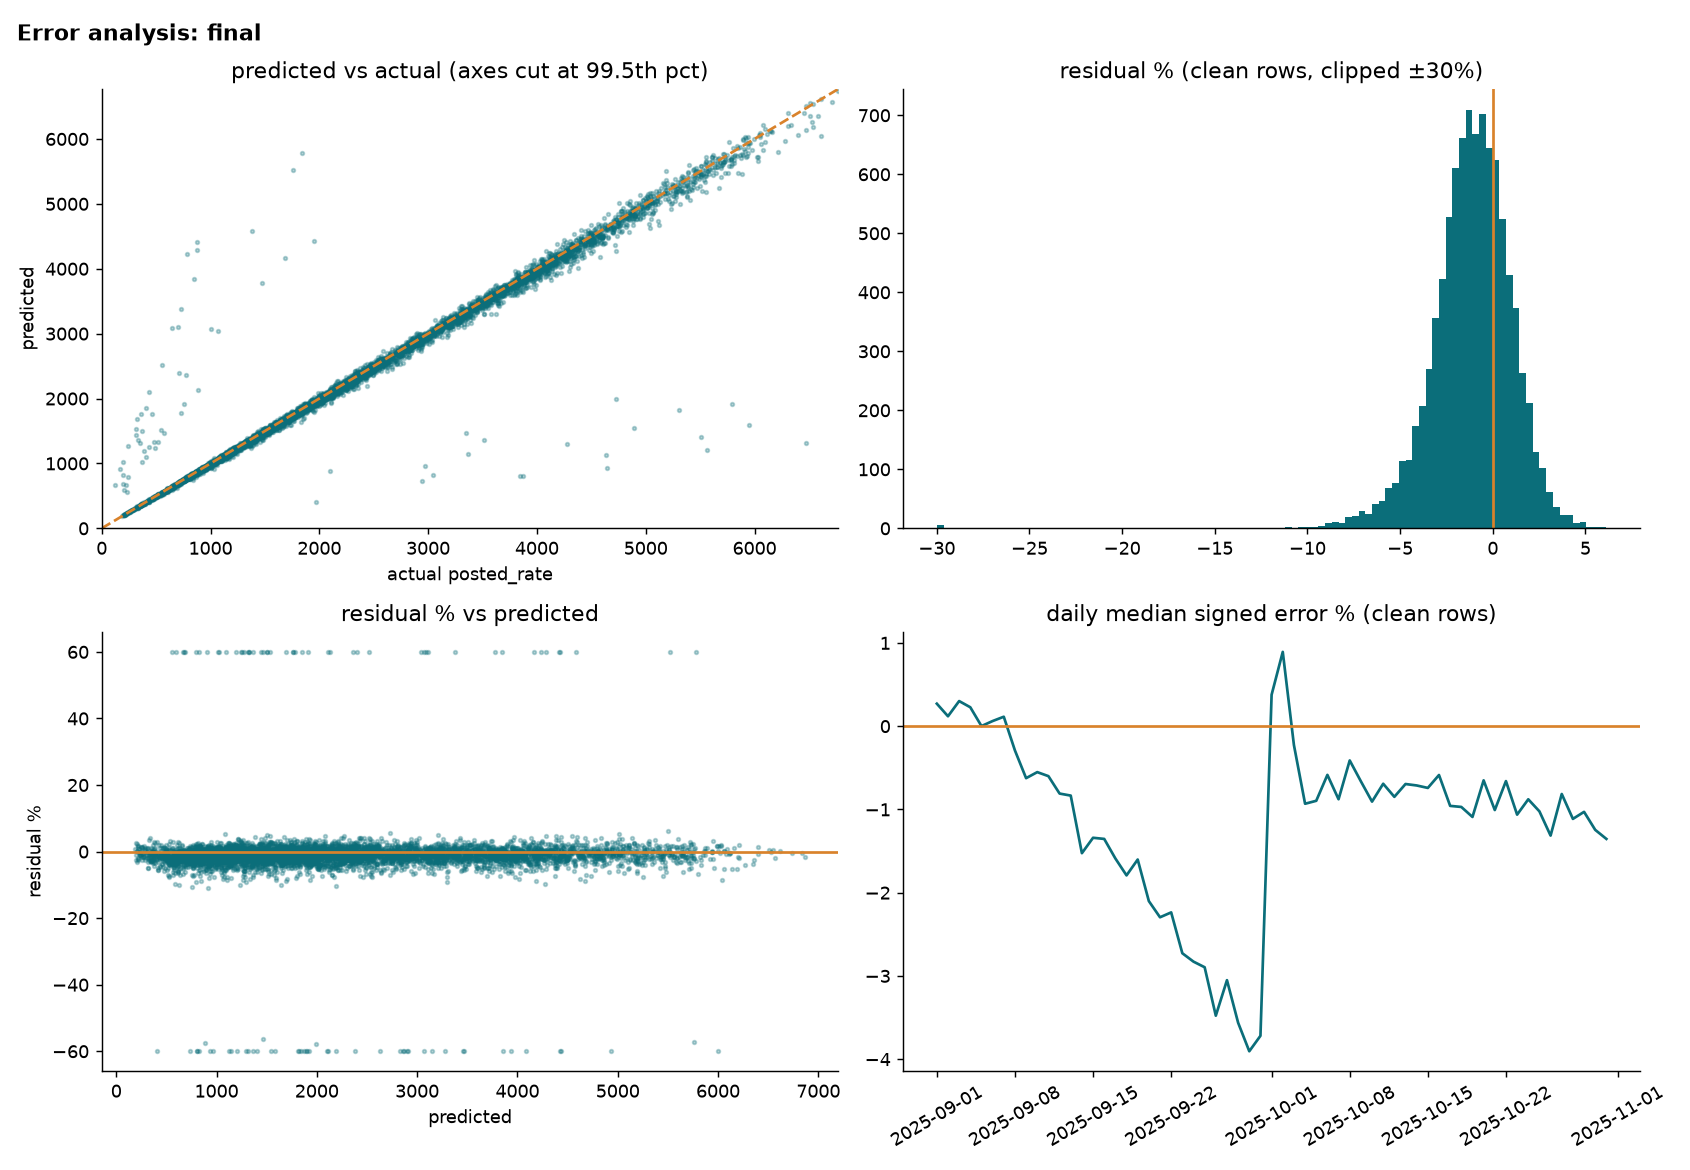 Error analysis: final
predicted vs actual (axes cut at 99.5th pct)
6000
5000
4000
3000
2000
1000
0
predicted
0 1000 2000 3000 4000 5000 6000
actual posted_rate
residual % (clean rows, clipped ±30%)
700
600
500
400
300
200
100
0
−30 −25 −20 −15 −10 −5 0 5
residual % vs predicted
60
40
20
0
−20
−40
−60
residual %
0 1000 2000 3000 4000 5000 6000 7000
predicted
daily median signed error % (clean rows)
1
0
−1
−2
−3
−4
2025-09-01 2025-09-08 2025-09-15 2025-09-22 2025-10-01 2025-10-08 2025-10-15 2025-10-22 2025-11-01